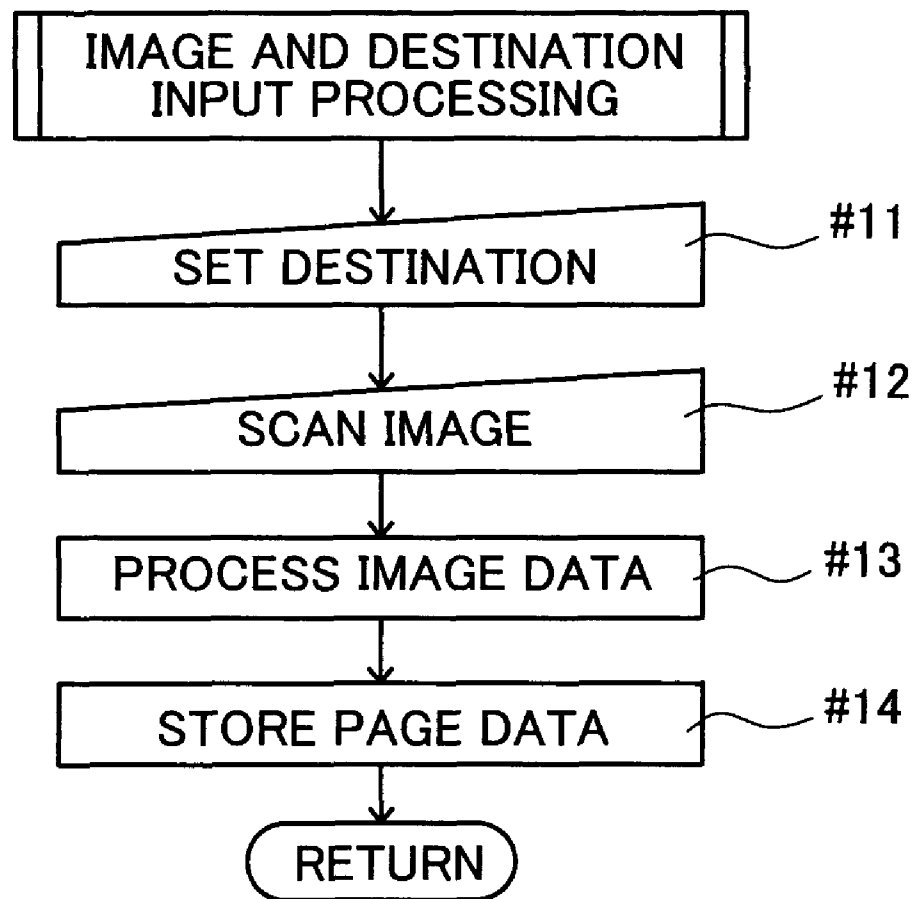 IMAGE AND DESTINATION
INPUT PROCESSING
#11
SET DESTINATION
#12
SCAN IMAGE
#13
PROCESS IMAGE DATA
#14
STORE PAGE DATA
RETURN